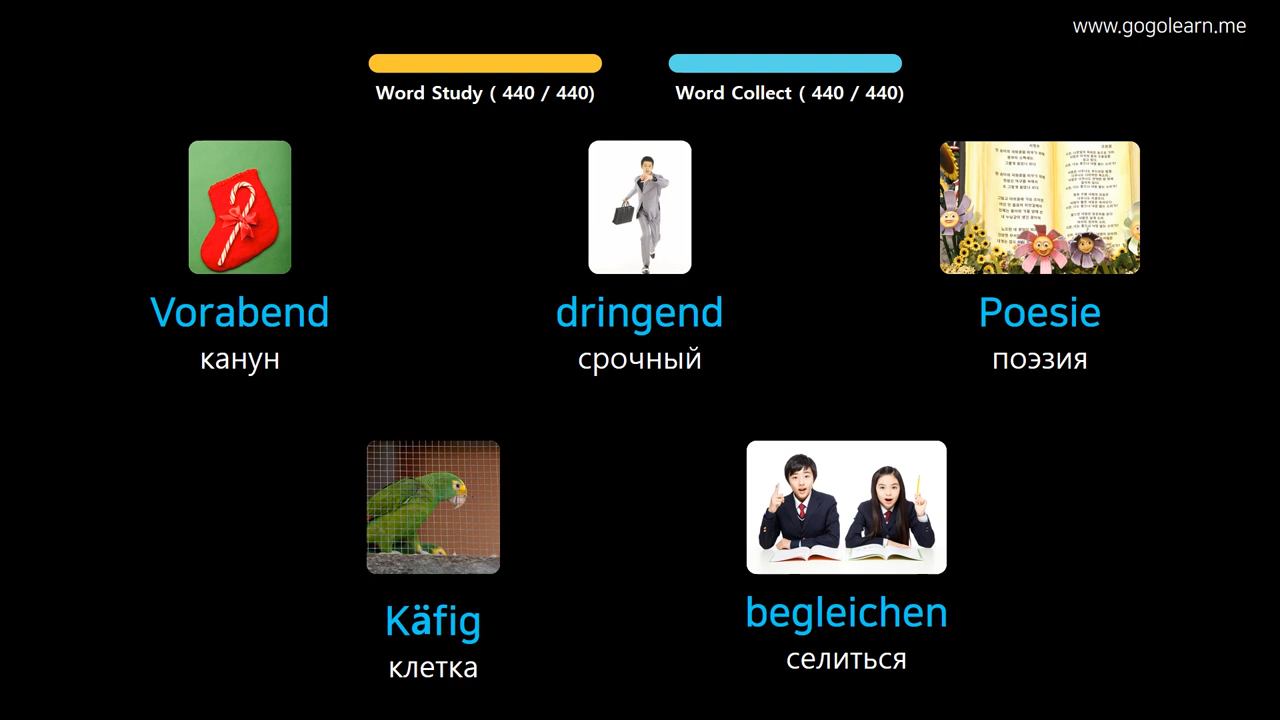 www.gogolearn.me
Word Study ( 440 / 440)
Word Collect ( 440 / 440)
Vorabend
dringend
Poesie
канун
срочный
поэзия
Käfig
begleichen
клетка
селиться